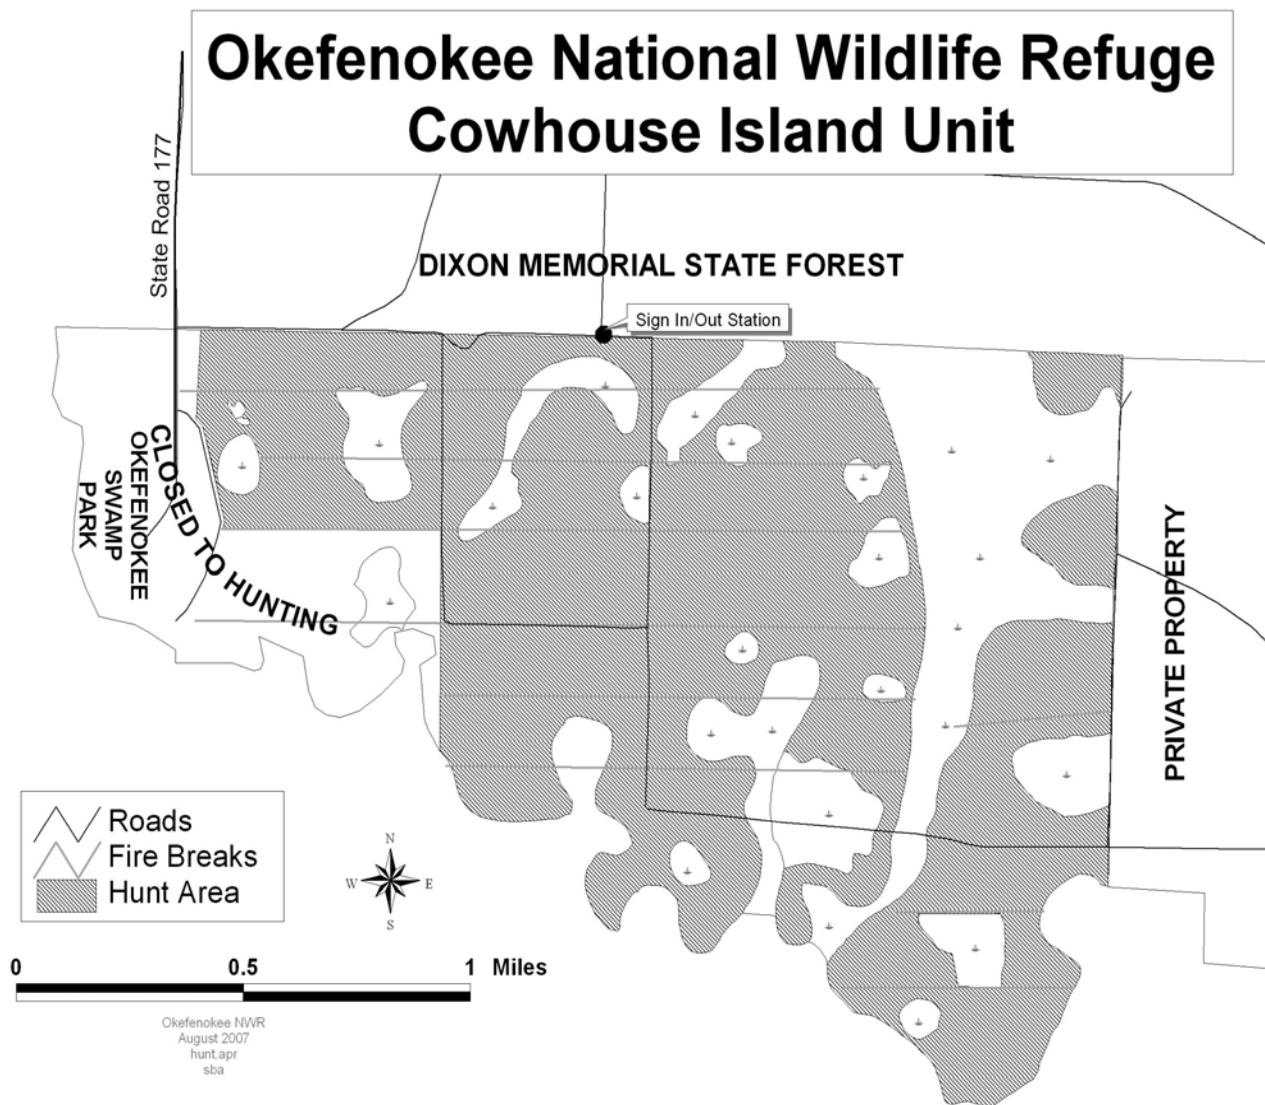 Okefenokee National Wildlife Refuge
Cowhouse Island Unit
State Road 177
DIXON MEMORIAL STATE FOREST
Sign In/Out Station
OKEFENOKEE
SWAMP
PARK
CLOSED TO HUNTING
PRIVATE PROPERTY
Roads
Fire Breaks
Hunt Area
N
W E
S
0 0.5 1 Miles
Okefenokee NWR
August 2007
hunt.apr
sba